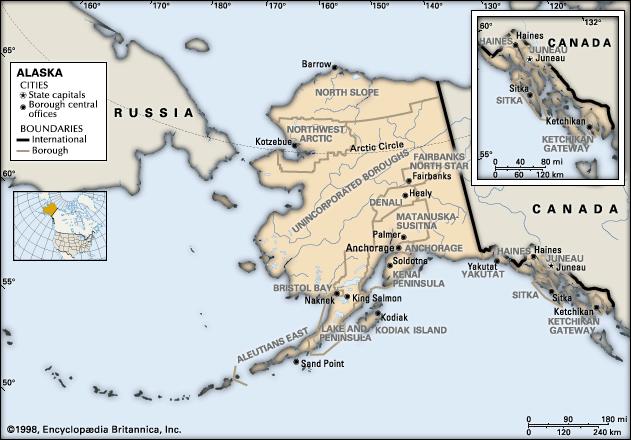 160° 170° 180° 170° 160° 150° 140° 130° 120°
65°
60°
55°
50°
ALASKA
CITIES
State capitals
Borough central
offices
BOUNDARIES
International
Borough
RUSSIA
Barrow
NORTH SLOPE
Kotzebue
NORTHWEST
ARCTIC
Arctic Circle
UNINCORPORATED BOROUGHS
FAIRBANKS
NORTH STAR
Fairbanks
Healy
DENALI
MATANUSKA-
SUSITNA
Palmer
Anchorage
ANCHORAGE
Soldotna
KENAI
PENINSULA
BRISTOL BAY
Naknek
King Salmon
Kodiak
KODIAK ISLAND
LAKE AND
PENINSULA
ALEUTIANS EAST
Sand Point
CANADA
Yakutat
YAKUTAT
HAINES
Haines
JUNEAU
Juneau
SITKA
Sitka
Ketchikan
KETCHIKAN
GATEWAY
132°
60°
55°
HAINES
Haines
CANADA
JUNEAU
Juneau
Sitka
SITKA
Ketchikan
KETCHIKAN
GATEWAY
0 40 80 mi
0 40 80 120 km
0 90 180 mi
0 120 240 km
©1998, Encyclopædia Britannica, Inc.